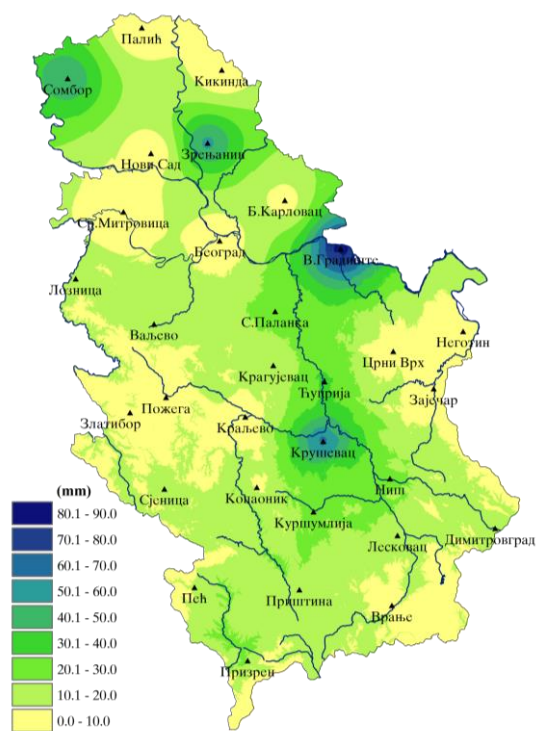 Палић
Кикинда
Сомбор
Зрењанин
Нови Сад
Б.Карловац
Ср.Митровица
Београд
В.Градиште
Лозница
С.Паланка
Ваљево
Неготин
Црни Врх
Крагујевац
Ћуприја
Зајечар
Пожега
Златибор
Краљево
Крушевац
Ниш
Сјеница
Копаоник
Куршумлија
Димитровград
Лесковац
Пећ
Приштина
Врање
Призрен
(mm)
80.1 - 90.0
70.1 - 80.0
60.1 - 70.0
50.1 - 60.0
40.1 - 50.0
30.1 - 40.0
20.1 - 30.0
10.1 - 20.0
0.0 - 10.0